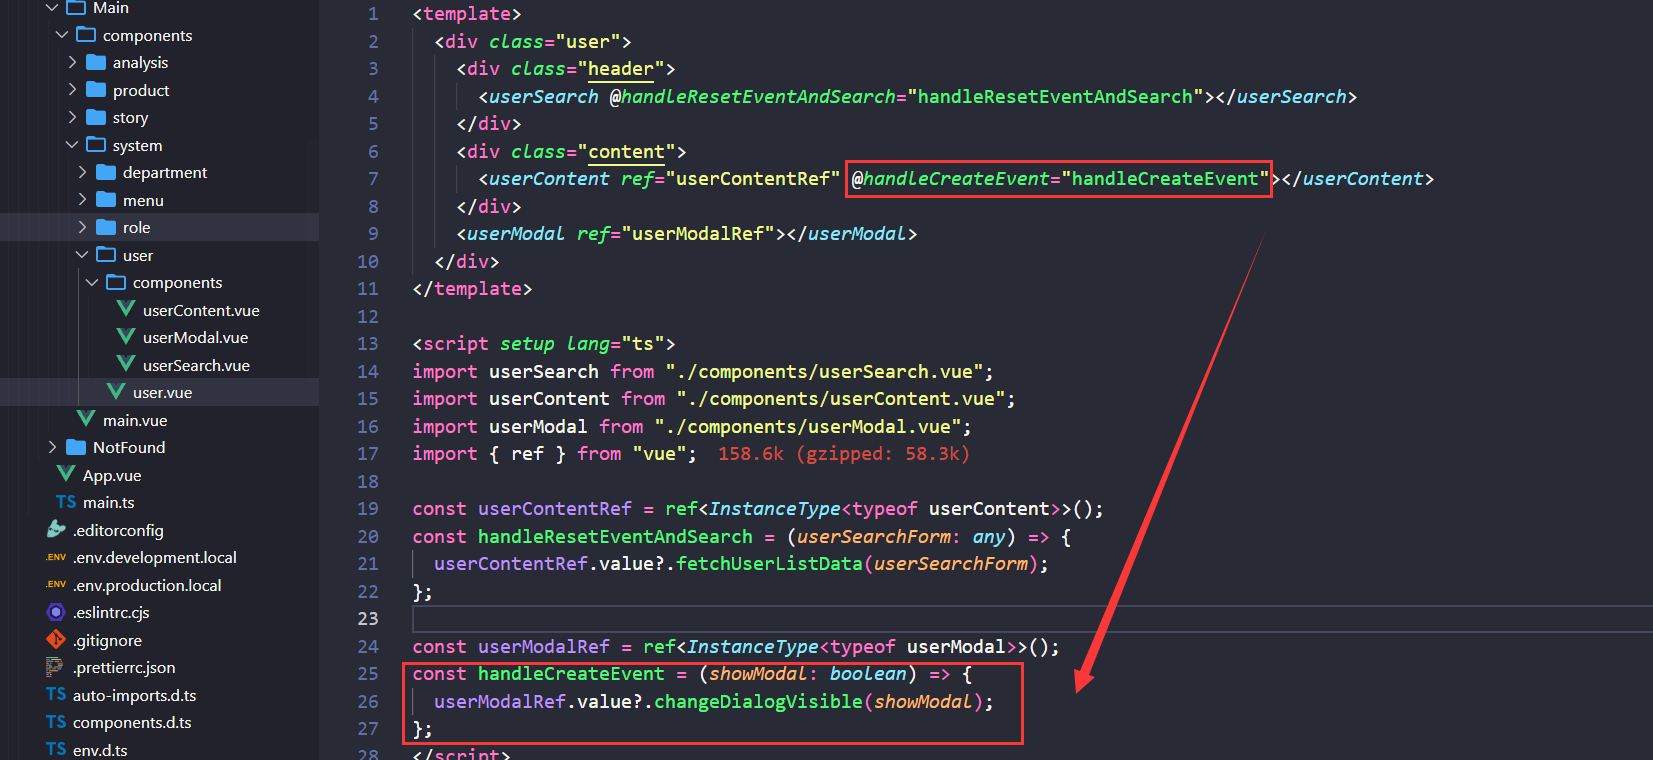 Main
components
analysis
product
story
system
department
menu
role
user
components
userContent.vue
userModal.vue
userSearch.vue
user.vue
main.vue
NotFound
App.vue
TS main.ts
.editorconfig
.ENV .env.development.local
.ENV .env.production.local
.eslintrc.cjs
.gitignore
.prettierrc.json
TS auto-imports.d.ts
TS components.d.ts
TS env.d.ts
1 <template>
2 <div class="user">
3 <div class="header">
4 <userSearch @handleResetEventAndSearch="handleResetEventAndSearch"></userSearch>
5 </div>
6 <div class="content">
7 <userContent ref="userContentRef" @handleCreateEvent="handleCreateEvent"></userContent>
8 </div>
9 <userModal ref="userModalRef"></userModal>
10 </div>
11 </template>
12
13 <script setup lang="ts">
14 import userSearch from "./components/userSearch.vue";
15 import userContent from "./components/userContent.vue";
16 import userModal from "./components/userModal.vue";
17 import { ref } from "vue"; 158.6k (gzipped: 58.3k)
18
19 const userContentRef = ref<InstanceType<typeof userContent>>();
20 const handleResetEventAndSearch = (userSearchForm: any) => {
21 userContentRef.value?.fetchUserListData(userSearchForm);
22 };
23
24 const userModalRef = ref<InstanceType<typeof userModal>>();
25 const handleCreateEvent = (showModal: boolean) => {
26 userModalRef.value?.changeDialogVisible(showModal);
27 };
28 </script>